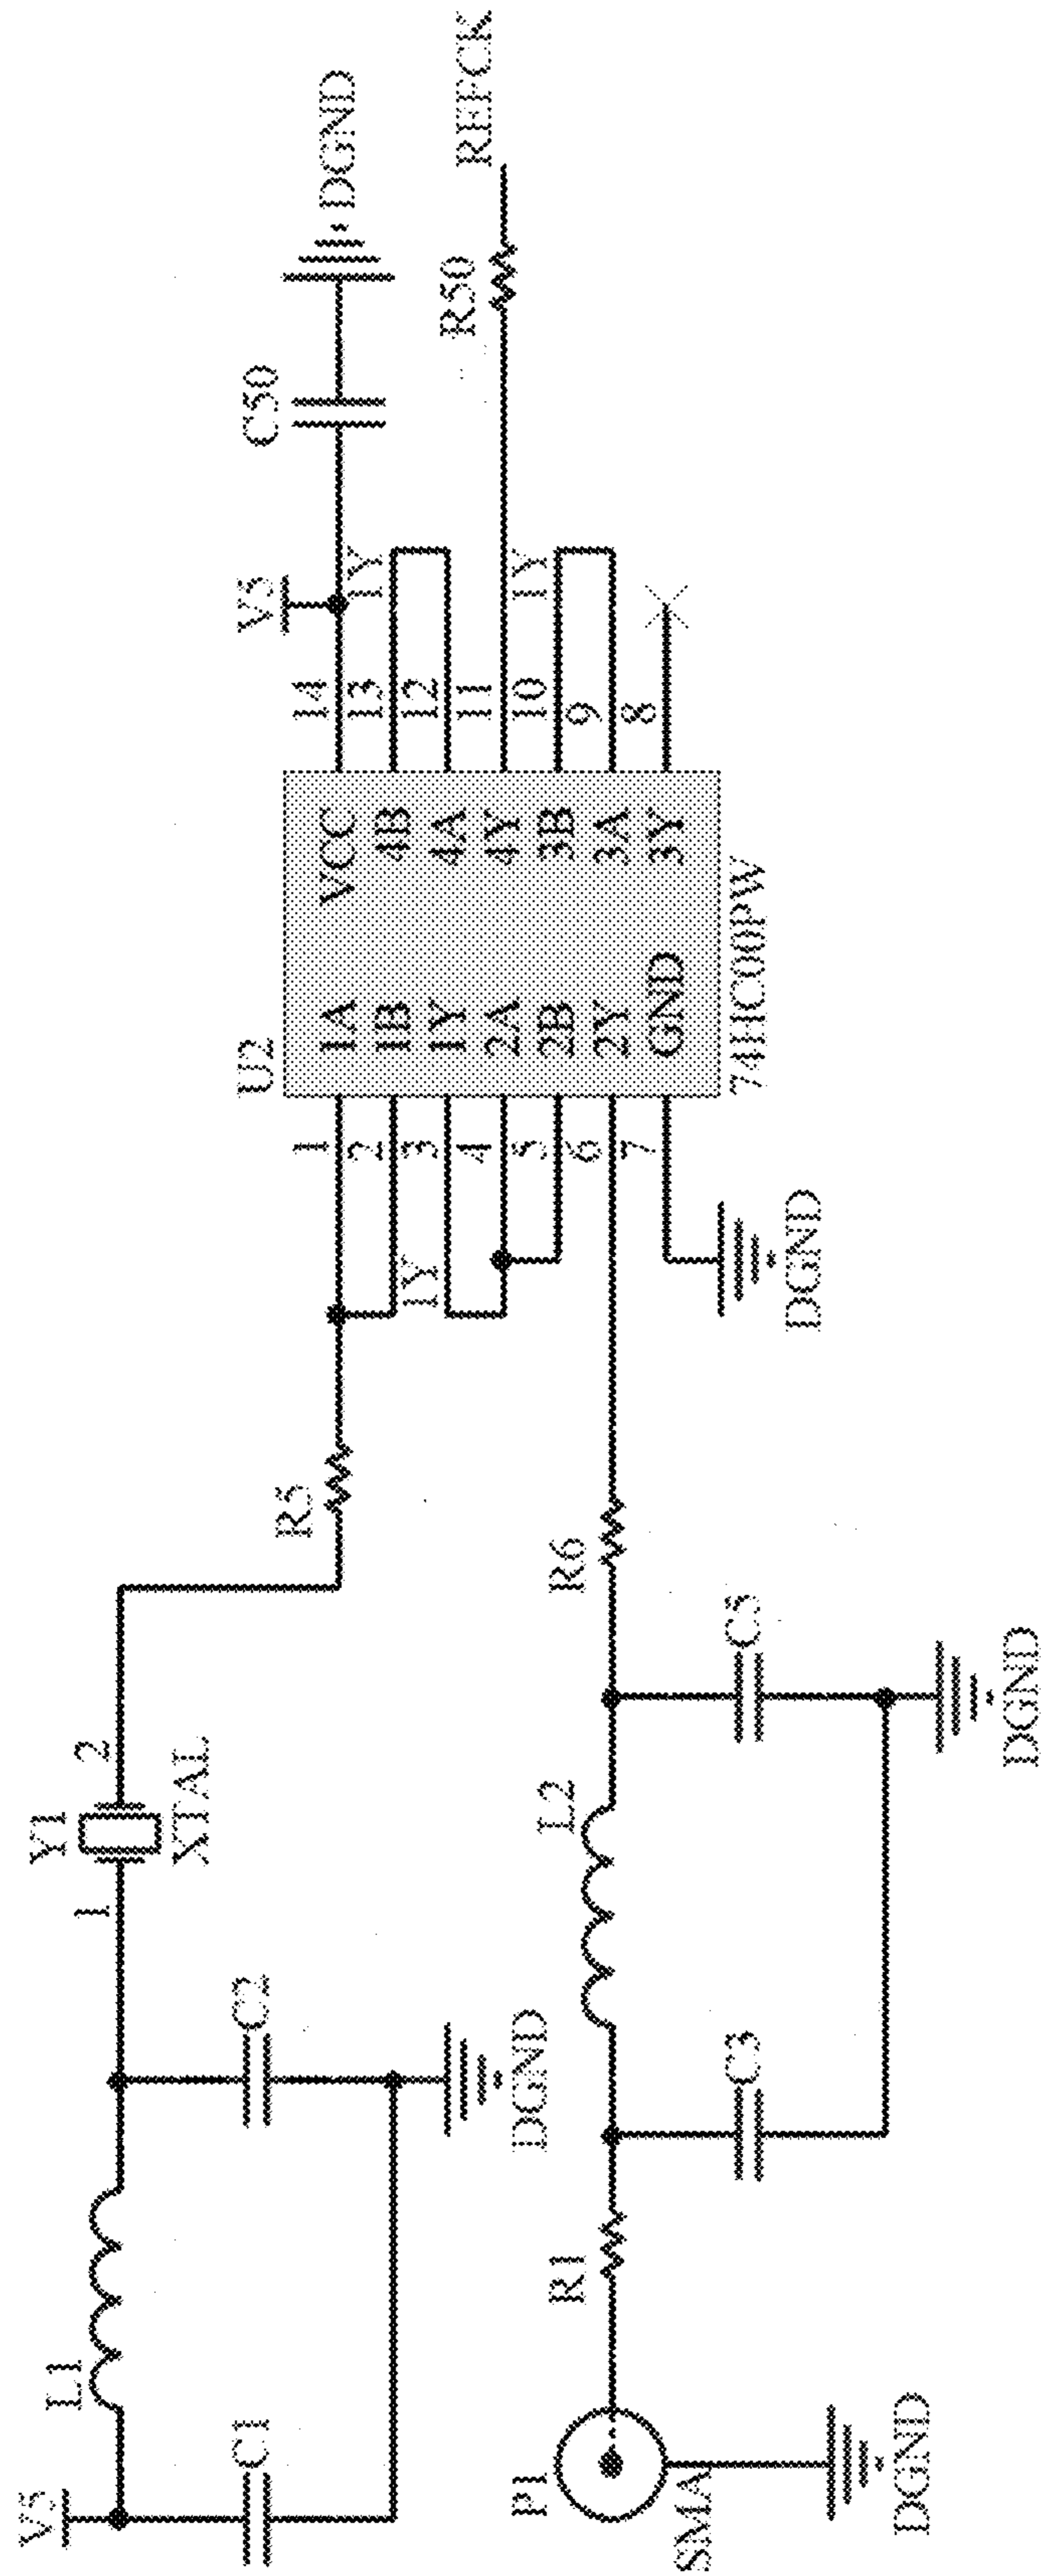 V5
L1
C1
C2
DGND
1
Y1
2
XTAL
R5
P1
SMA
DGND
R1
L2
C3
C5
DGND
R6
U2
1
2
3
1Y
4
5
6
7
DGND
1A
1B
1Y
2A
2B
2Y
GND
VCC
4B
4A
4Y
3B
3A
3Y
74HC00PW
14
13
12
11
10
9
8
V5
1Y
1Y
C50
DGND
R50
REFCK